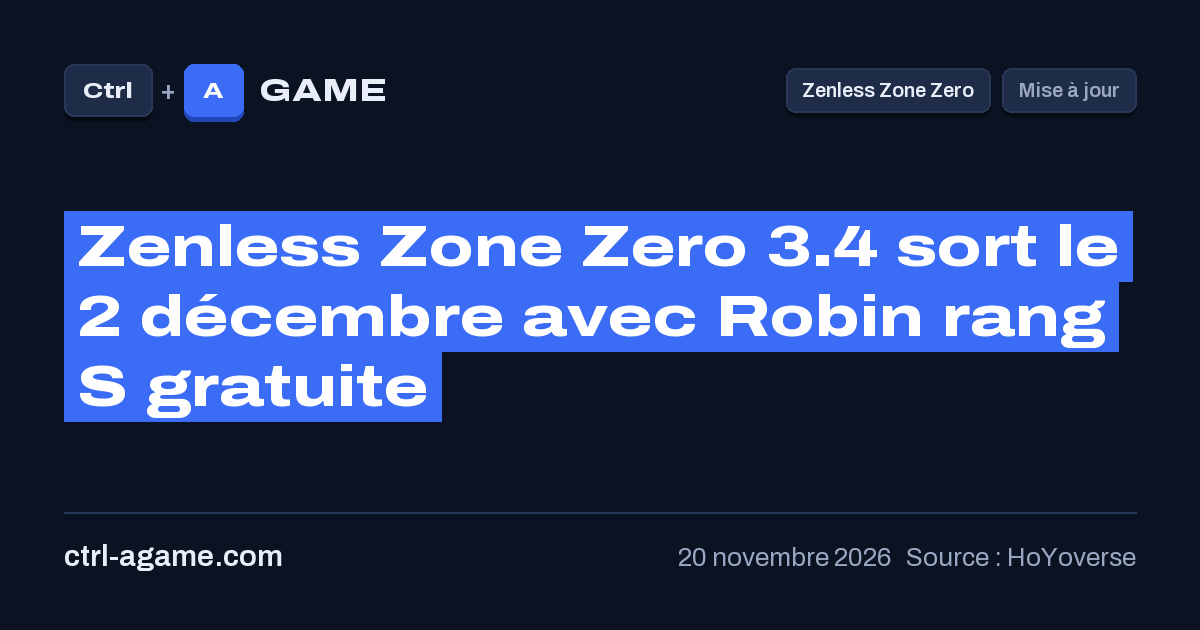 Ctrl + A GAME
Zenless Zone Zero
Mise à jour
Zenless Zone Zero 3.4 sort le
2 décembre avec Robin rang
S gratuite
ctrl-agame.com
20 novembre 2026 Source : HoYoverse